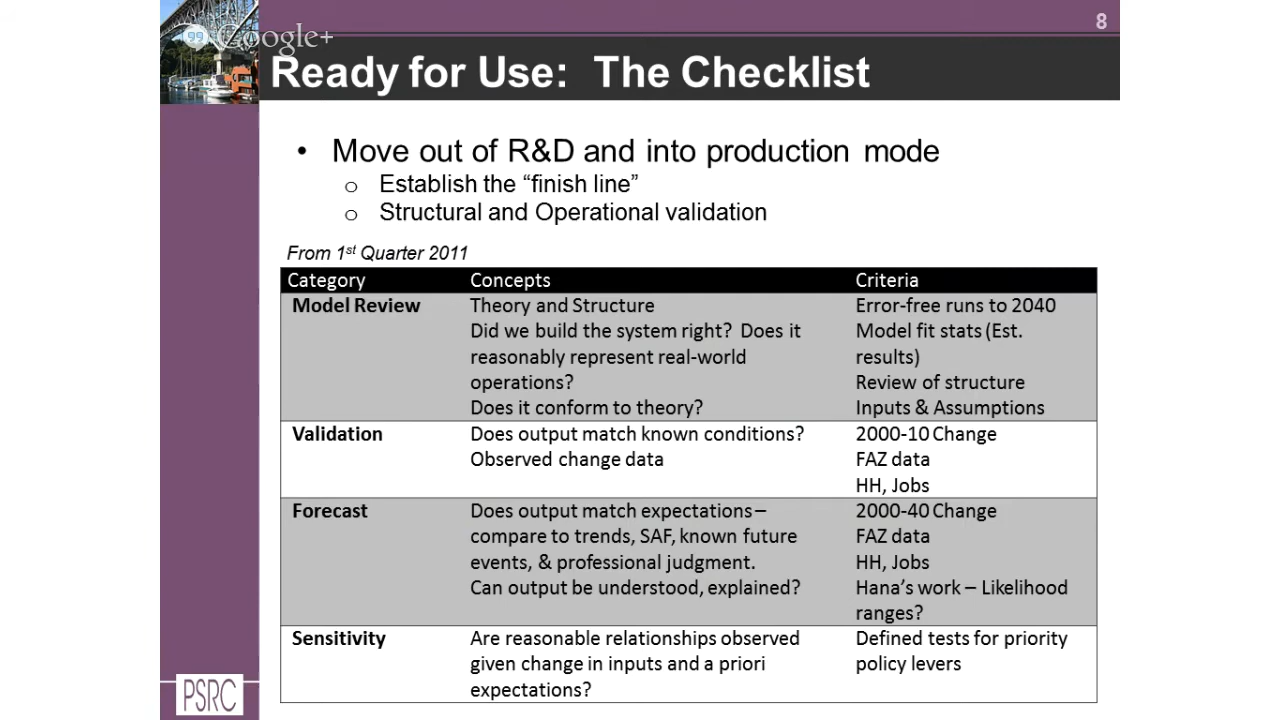 8
Google+
Ready for Use: The Checklist
• Move out of R&D and into production mode
o Establish the “finish line”
o Structural and Operational validation
From 1st Quarter 2011
Category Concepts Criteria
Model Review Theory and Structure Error-free runs to 2040
Did we build the system right? Does it Model fit stats (Est.
reasonably represent real-world results)
operations? Review of structure
Does it conform to theory? Inputs & Assumptions
Validation Does output match known conditions? 2000-10 Change
Observed change data FAZ data
HH, Jobs
Forecast Does output match expectations – 2000-40 Change
compare to trends, SAF, known future FAZ data
events, & professional judgment. HH, Jobs
Can output be understood, explained? Hana’s work – Likelihood
ranges?
Sensitivity Are reasonable relationships observed Defined tests for priority
given change in inputs and a priori policy levers
expectations?
PSRC